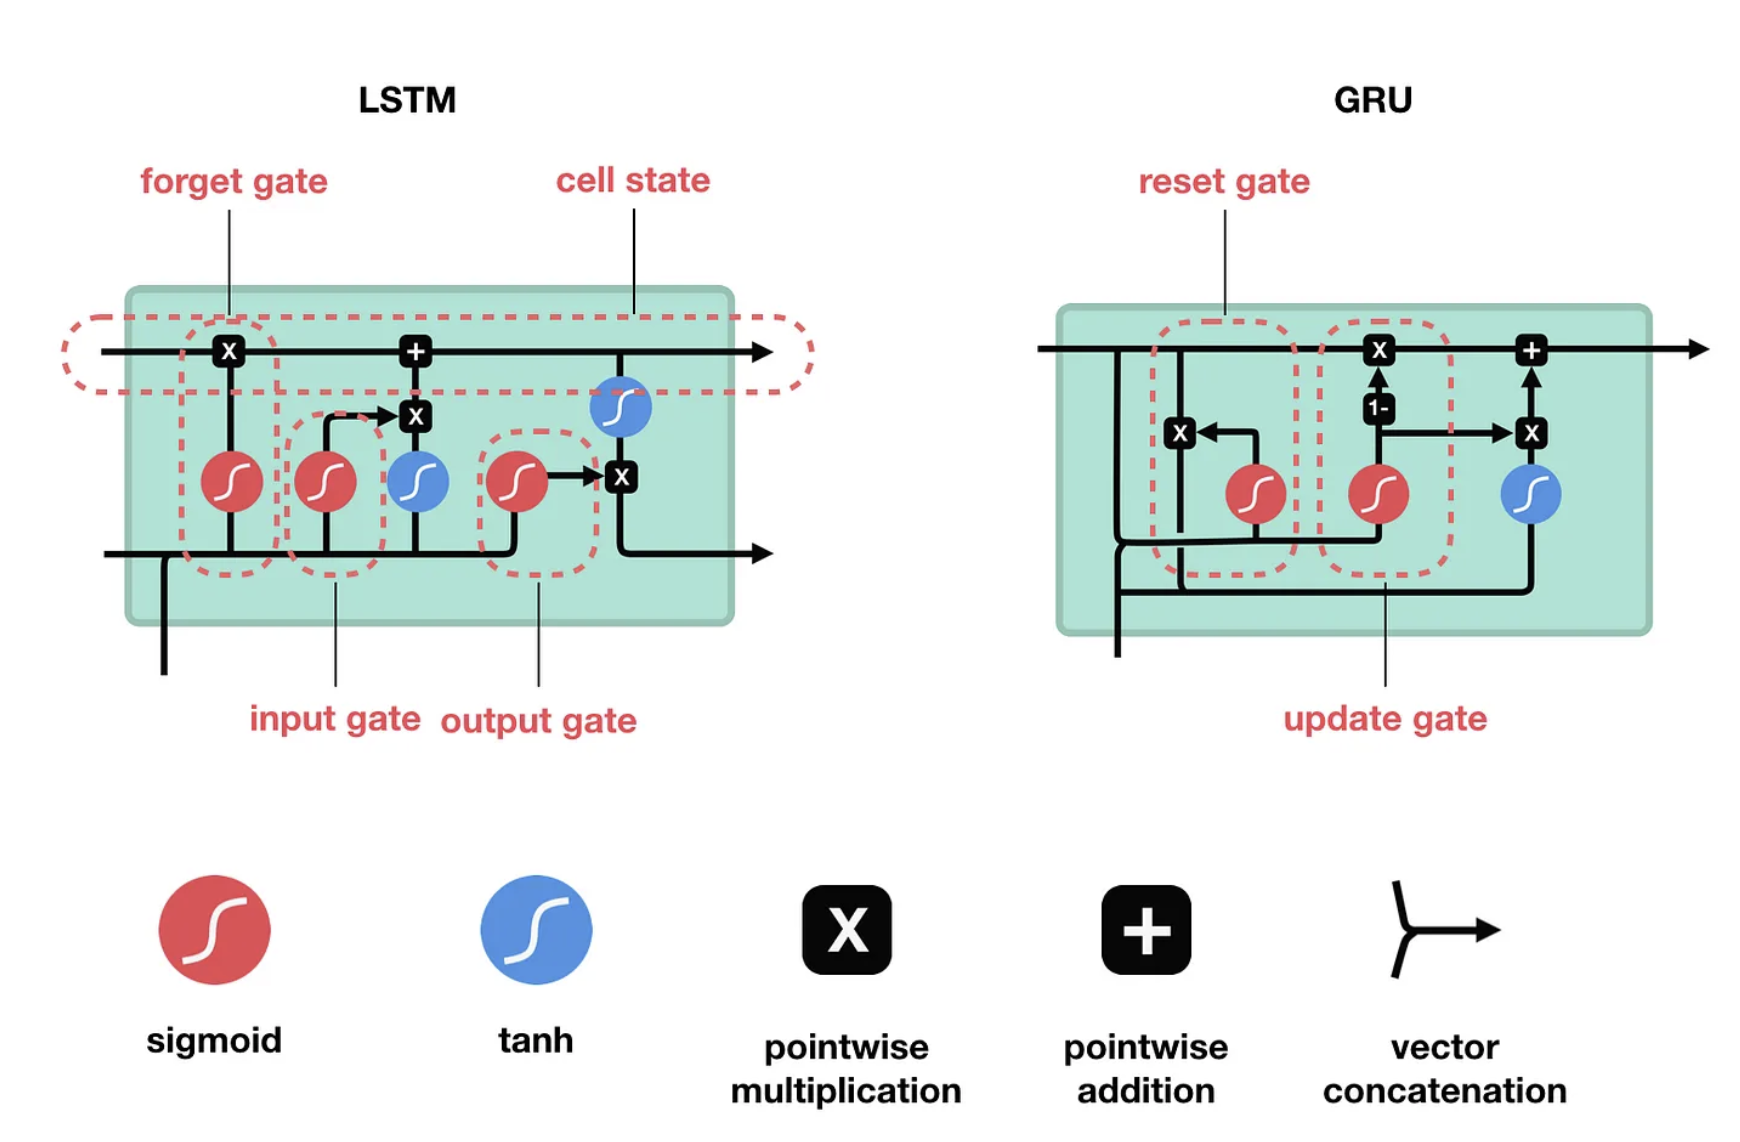 LSTM
GRU
forget gate
cell state
reset gate
X
+
X
X
X
+
1-
X
X
input gate
output gate
update gate
X
+
sigmoid
tanh
pointwise
multiplication
pointwise
addition
vector
concatenation